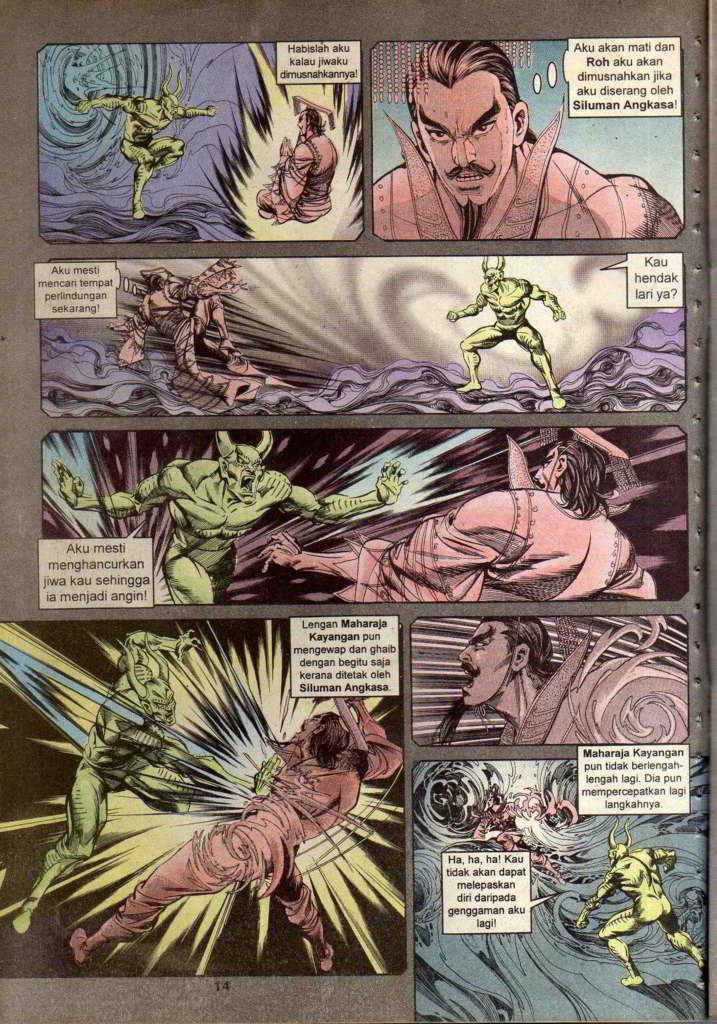 Habislah aku
kalau jiwaku
dimusnahkannya!
Aku akan mati dan
Roh aku akan
dimusnahkan jika
aku diserang oleh
Siluman Angkasa!
Aku mesti
mencari tempat
perlindungan
sekarang!
Kau
hendak
lari ya?
Aku mesti
menghancurkan
jiwa kau sehingga
ia menjadi angin!
Lengan Maharaja
Kayangan pun
mengewap dan ghaib
dengan begitu saja
kerana ditetak oleh
Siluman Angkasa.
Maharaja Kayangan
pun tidak berlengah-
lengah lagi. Dia pun
mempercepatkan lagi
langkahnya.
Ha, ha, ha! Kau
tidak akan dapat
melepaskan
diri daripada
genggaman aku
lagi!
14